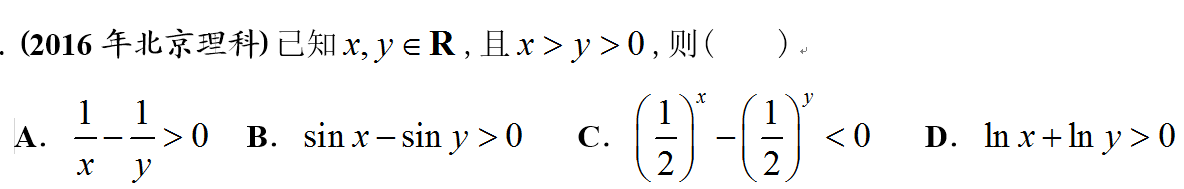 . (2016 年北京理科) 已知 x, y ∈ R , 且 x > y > 0 , 则 (  ) .
A. 1/x − 1/y > 0 B. sin x − sin y > 0 C. (1/2)^x − (1/2)^y < 0 D. ln x + ln y > 0